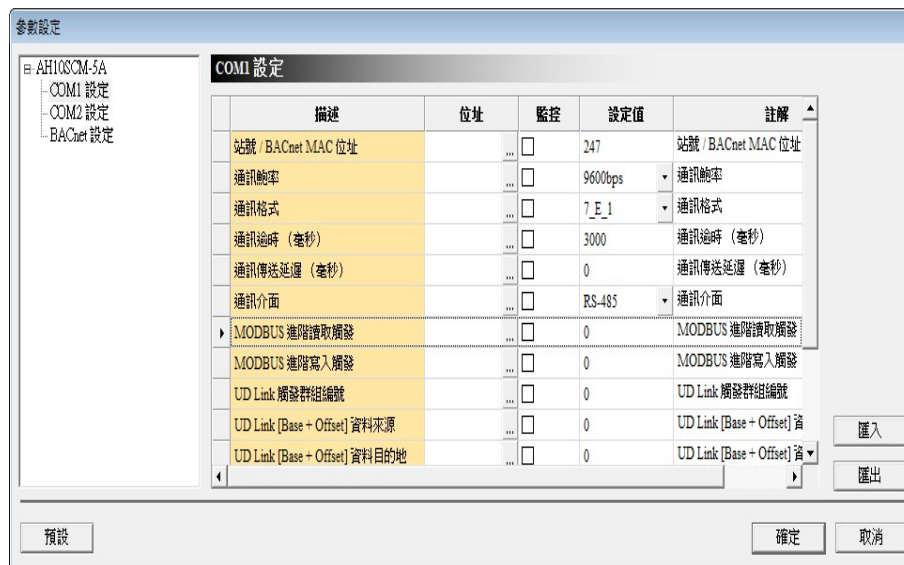 參數設定
AH10SCM-5A
COM1 設定
COM2 設定
BACnet 設定
COM1 設定
描述 位址 監控 設定值 註解
站號 / BACnet MAC 位址 ... 247 站號 / BACnet MAC 位址
通訊鮑率 ... 9600bps 通訊鮑率
通訊格式 ... 7_E_1 通訊格式
通訊逾時 (毫秒) ... 3000 通訊逾時 (毫秒)
通訊傳送延遲 (毫秒) ... 0 通訊傳送延遲 (毫秒)
通訊介面 ... RS-485 通訊介面
MODBUS 進階讀取觸發 ... 0 MODBUS 進階讀取觸發
MODBUS 進階寫入觸發 ... 0 MODBUS 進階寫入觸發
UD Link 觸發群組編號 ... 0 UD Link 觸發群組編號
UD Link [Base + Offset] 資料來源 ... 0 UD Link [Base + Offset] 資
UD Link [Base + Offset] 資料目的地 ... 0 UD Link [Base + Offset] 資
匯入
匯出
預設
確定
取消